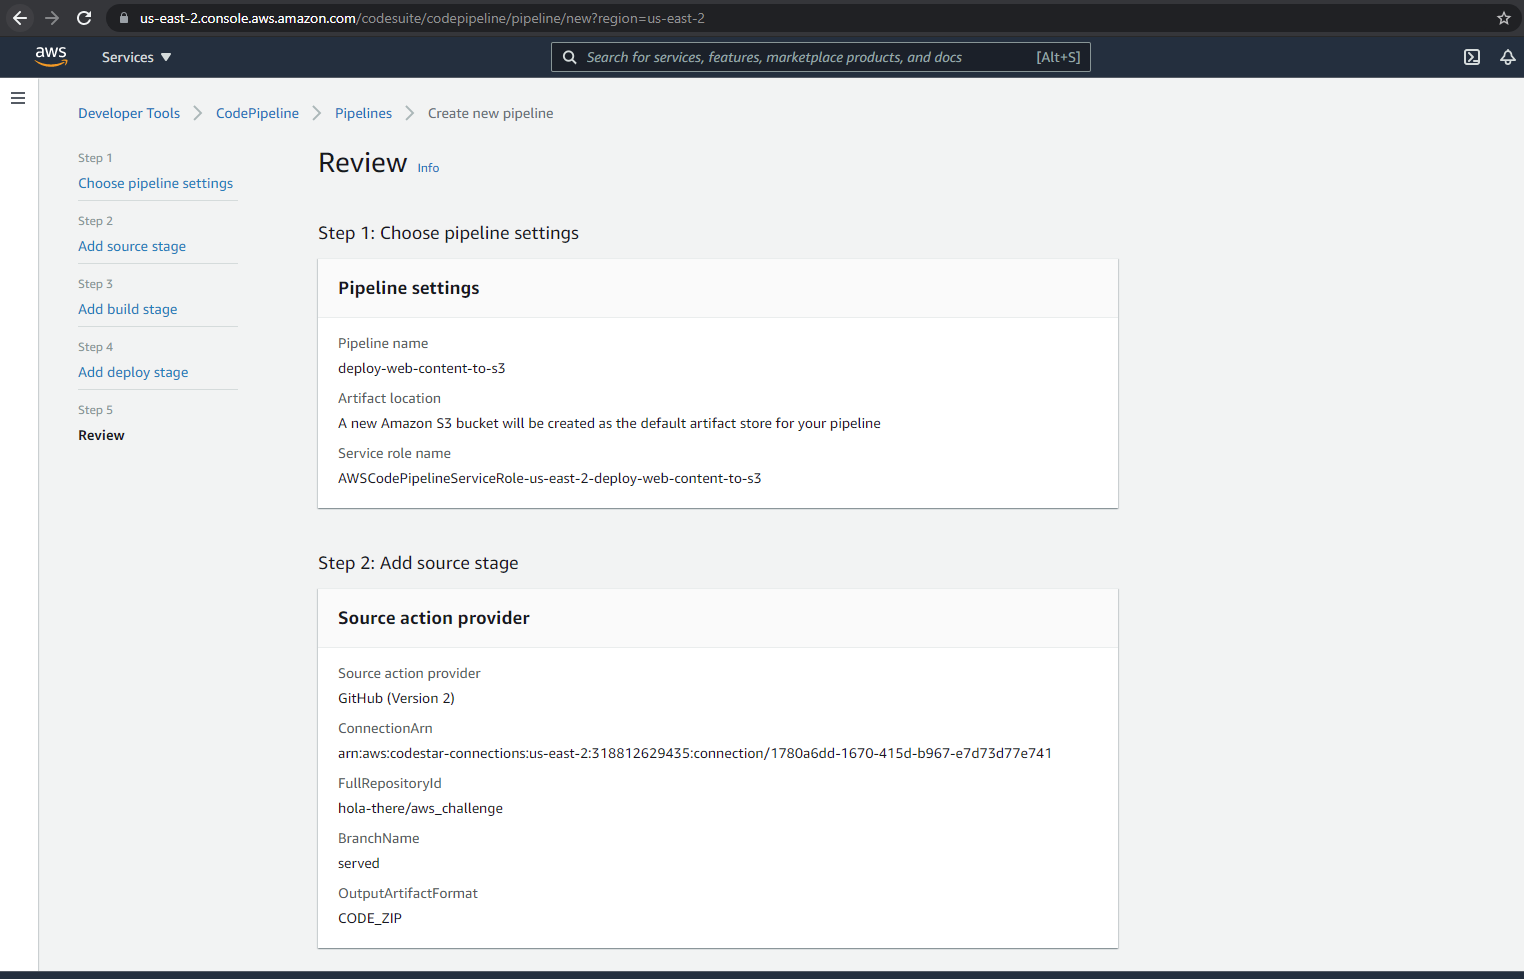 us-east-2.console.aws.amazon.com/codesuite/codepipeline/pipeline/new?region=us-east-2
aws Services Search for services, features, marketplace products, and docs [Alt+S]
Developer Tools CodePipeline Pipelines Create new pipeline
Step 1
Choose pipeline settings
Step 2
Add source stage
Step 3
Add build stage
Step 4
Add deploy stage
Step 5
Review
Review Info
Step 1: Choose pipeline settings
Pipeline settings
Pipeline name
deploy-web-content-to-s3
Artifact location
A new Amazon S3 bucket will be created as the default artifact store for your pipeline
Service role name
AWSCodePipelineServiceRole-us-east-2-deploy-web-content-to-s3
Step 2: Add source stage
Source action provider
Source action provider
GitHub (Version 2)
ConnectionArn
arn:aws:codestar-connections:us-east-2:318812629435:connection/1780a6dd-1670-415d-b967-e7d73d77e741
FullRepositoryId
hola-there/aws_challenge
BranchName
served
OutputArtifactFormat
CODE_ZIP